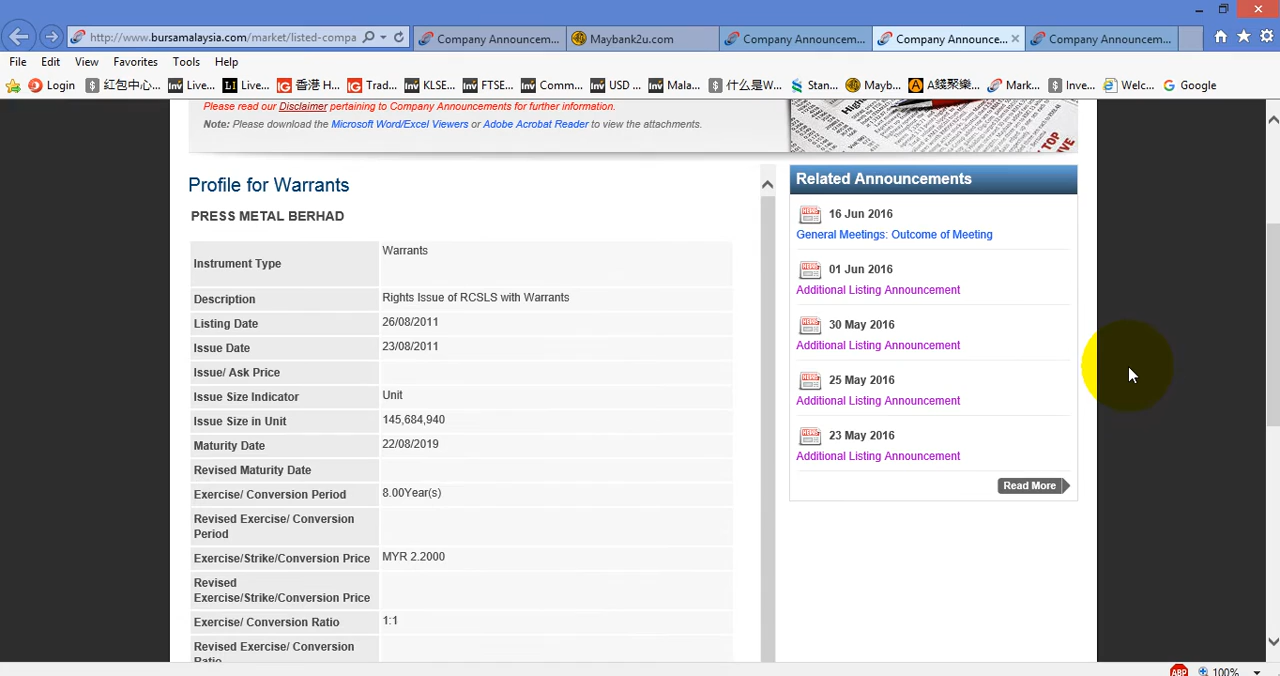 http://www.bursamalaysia.com/market/listed-compa
Company Announcem...
Maybank2u.com
Company Announcem...
Company Announce...
Company Announcem...
File Edit View Favorites Tools Help
Login
红包中心...
Live...
Live...
香港 H...
Trad...
KLSE...
FTSE...
Comm...
USD ...
Mala...
什么是W...
Stan...
Mayb...
A錢聚樂...
Mark...
Inve...
Welc...
Google
Please read our Disclaimer pertaining to Company Announcements for further information.
Note: Please download the Microsoft Word/Excel Viewers or Adobe Acrobat Reader to view the attachments.
Profile for Warrants
PRESS METAL BERHAD
Instrument Type Warrants
Description Rights Issue of RCSLS with Warrants
Listing Date 26/08/2011
Issue Date 23/08/2011
Issue/ Ask Price
Issue Size Indicator Unit
Issue Size in Unit 145,684,940
Maturity Date 22/08/2019
Revised Maturity Date
Exercise/ Conversion Period 8.00Year(s)
Revised Exercise/ Conversion
Period
Exercise/Strike/Conversion Price MYR 2.2000
Revised
Exercise/Strike/Conversion Price
Exercise/ Conversion Ratio 1:1
Revised Exercise/ Conversion
Ratio
Related Announcements
16 Jun 2016
General Meetings: Outcome of Meeting
01 Jun 2016
Additional Listing Announcement
30 May 2016
Additional Listing Announcement
25 May 2016
Additional Listing Announcement
23 May 2016
Additional Listing Announcement
Read More
ABP
100%